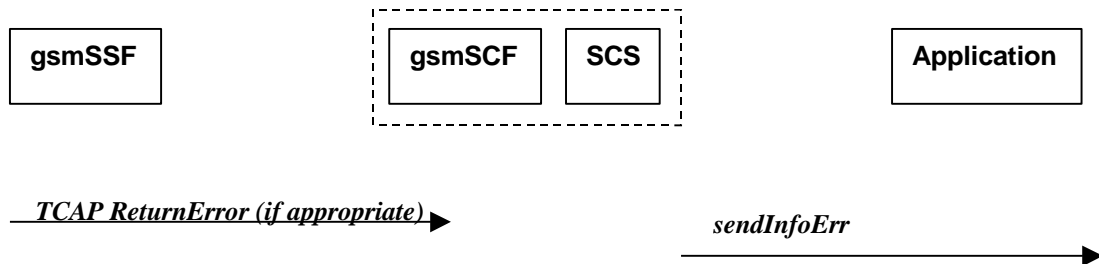 gsmSSF
gsmSCF
SCS
Application
TCAP ReturnError (if appropriate)
sendInfoErr